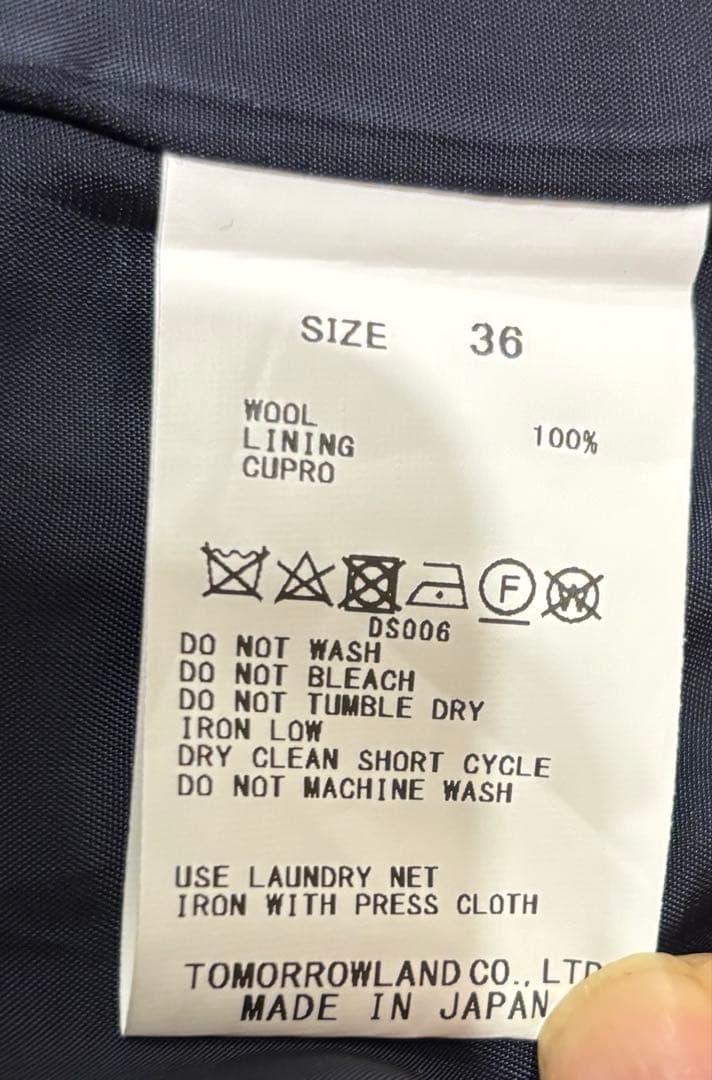 SIZE 36
WOOL
LINING 100%
CUPRO
F W
DS006
DO NOT WASH
DO NOT BLEACH
DO NOT TUMBLE DRY
IRON LOW
DRY CLEAN SHORT CYCLE
DO NOT MACHINE WASH
USE LAUNDRY NET
IRON WITH PRESS CLOTH
TOMORROWLAND CO., LTD
MADE IN JAPAN